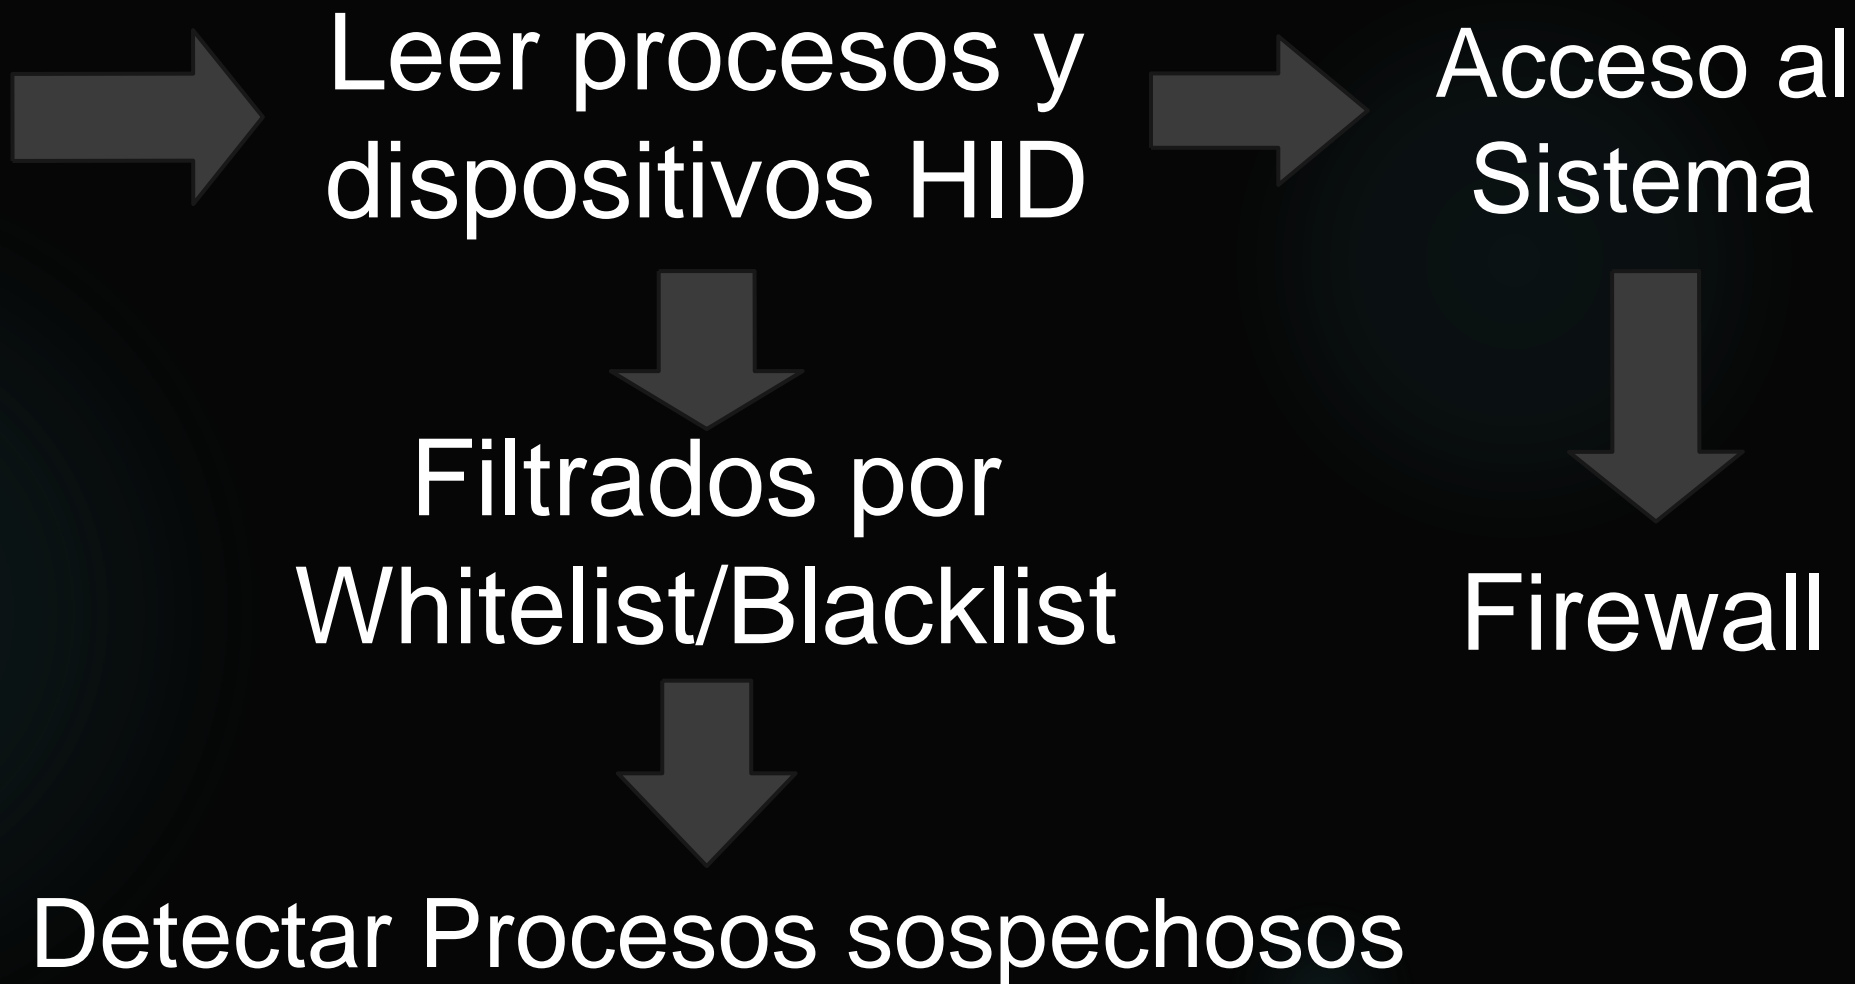 Leer procesos y
dispositivos HID
Acceso al
Sistema
Filtrados por
Whitelist/Blacklist
Firewall
Detectar Procesos sospechosos